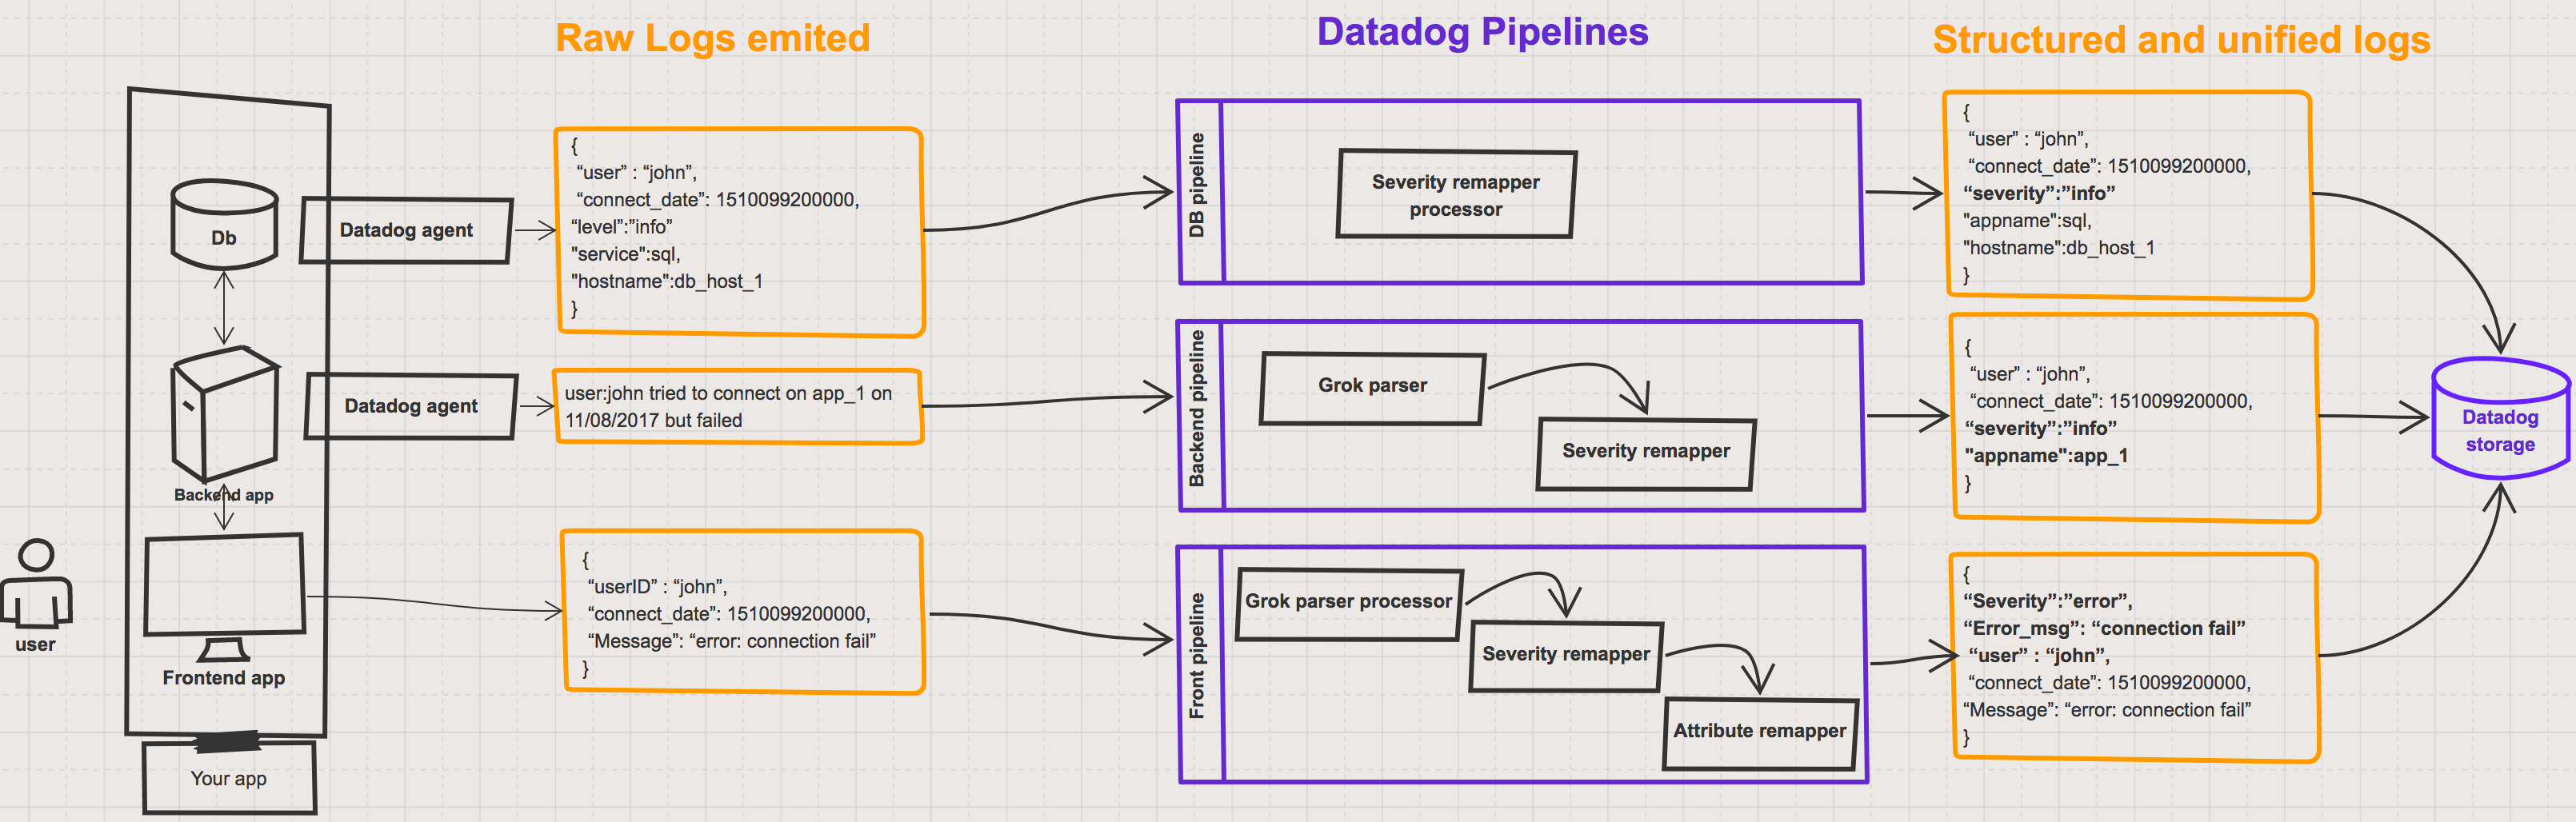 Raw Logs emited
Datadog Pipelines
Structured and unified logs
Db
Datadog agent
{
“user” : “john”,
“connect_date”: 1510099200000,
“level”:”info”
"service":sql,
"hostname":db_host_1
}
DB pipeline
Severity remapper
processor
{
“user” : “john”,
“connect_date”: 1510099200000,
“severity”:”info”
"appname":sql,
"hostname":db_host_1
}
Backend app
Datadog agent
user:john tried to connect on app_1 on
11/08/2017 but failed
Backend pipeline
Grok parser
Severity remapper
{
“user” : “john”,
“connect_date”: 1510099200000,
“severity”:”info”
"appname":app_1
}
Datadog
storage
user
Frontend app
{
“userID” : “john”,
“connect_date”: 1510099200000,
“Message”: “error: connection fail”
}
Front pipeline
Grok parser processor
Severity remapper
Attribute remapper
{
“Severity”:”error”,
“Error_msg”: “connection fail”
“user” : “john”,
“connect_date”: 1510099200000,
“Message”: “error: connection fail”
}
Your app